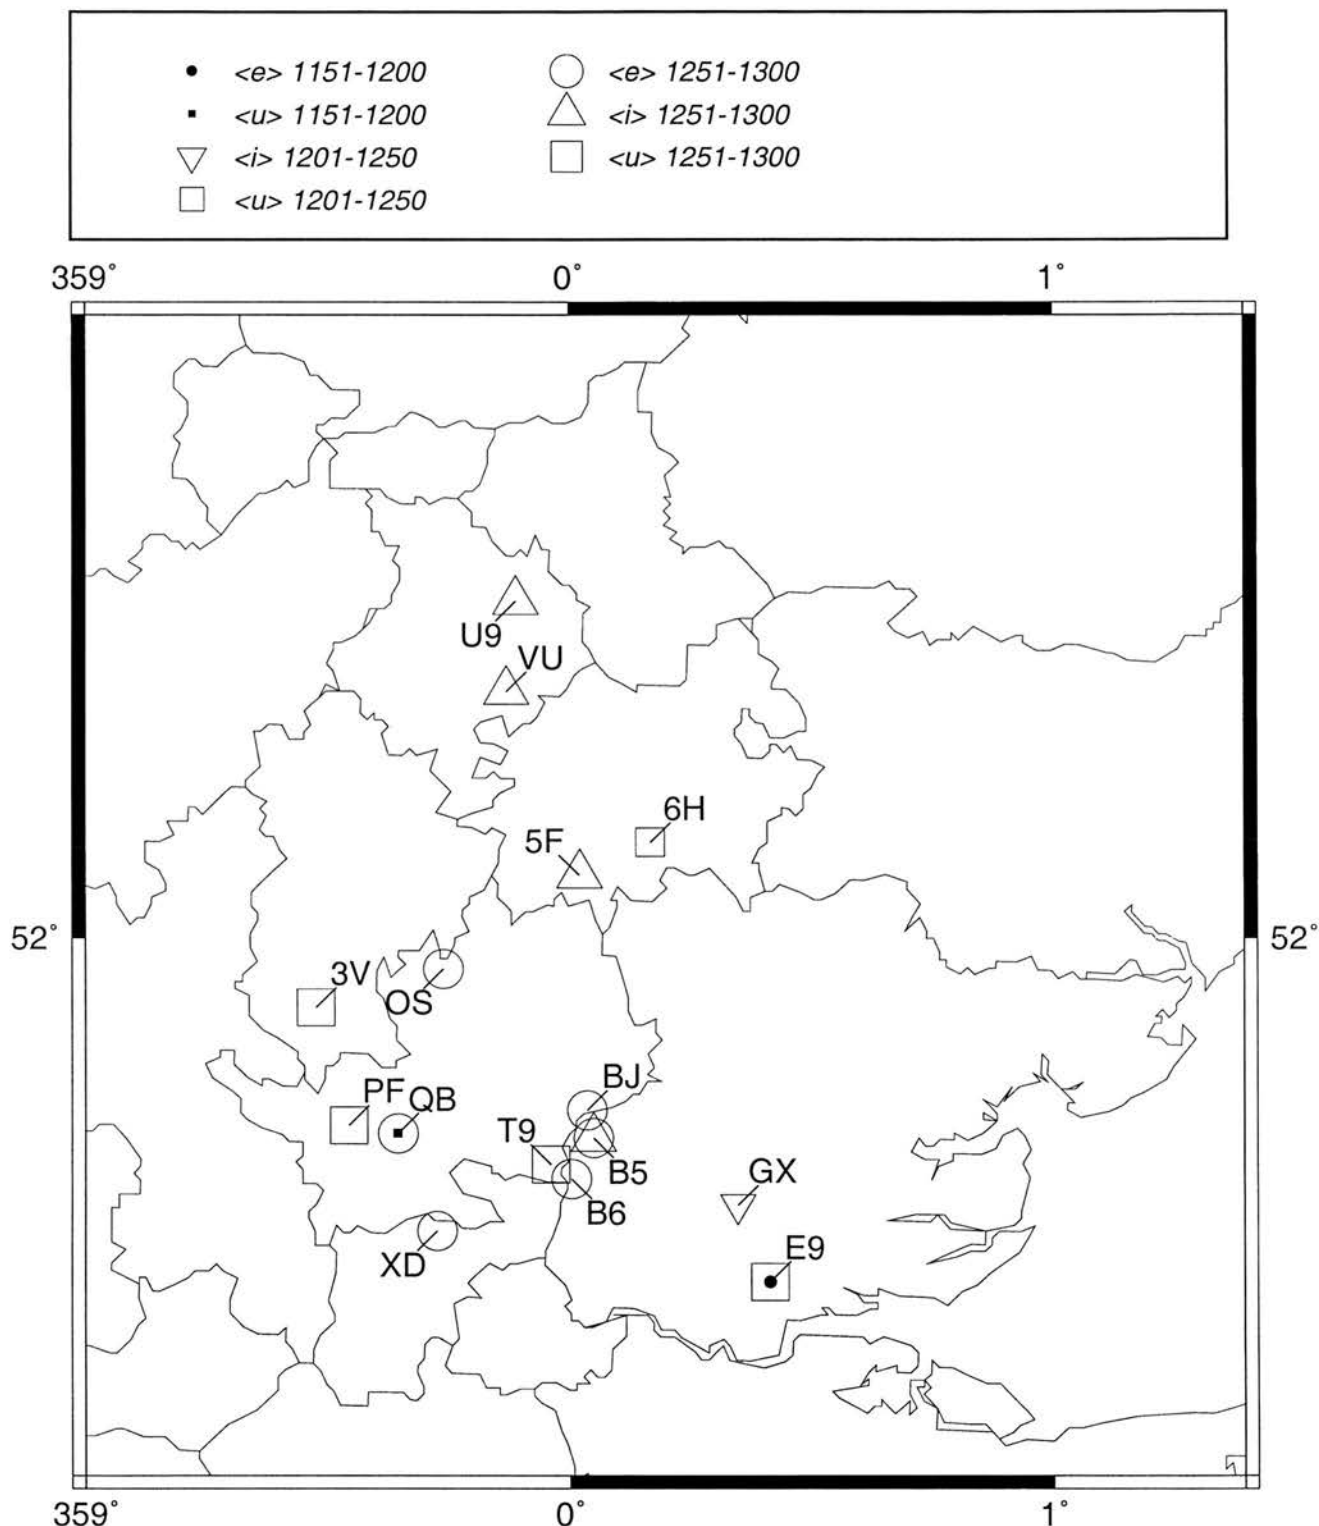 <e> 1151-1200
<u> 1151-1200
<i> 1201-1250
<u> 1201-1250
<e> 1251-1300
<i> 1251-1300
<u> 1251-1300
359° 0° 1°
U9
VU
6H
5F
52° 52°
3V
OS
BJ
PF QB
T9
B5
GX
B6
E9
XD
359° 0° 1°